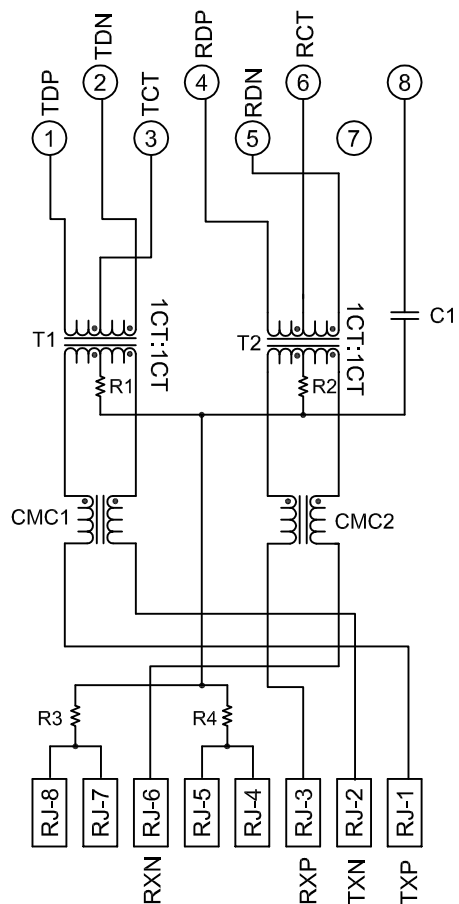 TDP
TDN
TCT
RDP
RDN
RCT
1
2
3
4
5
6
7
8
T1
1CT:1CT
T2
1CT:1CT
C1
R1
R2
CMC1
CMC2
R3
R4
RJ-8
RJ-7
RJ-6
RJ-5
RJ-4
RJ-3
RJ-2
RJ-1
RXN
RXP
TXN
TXP